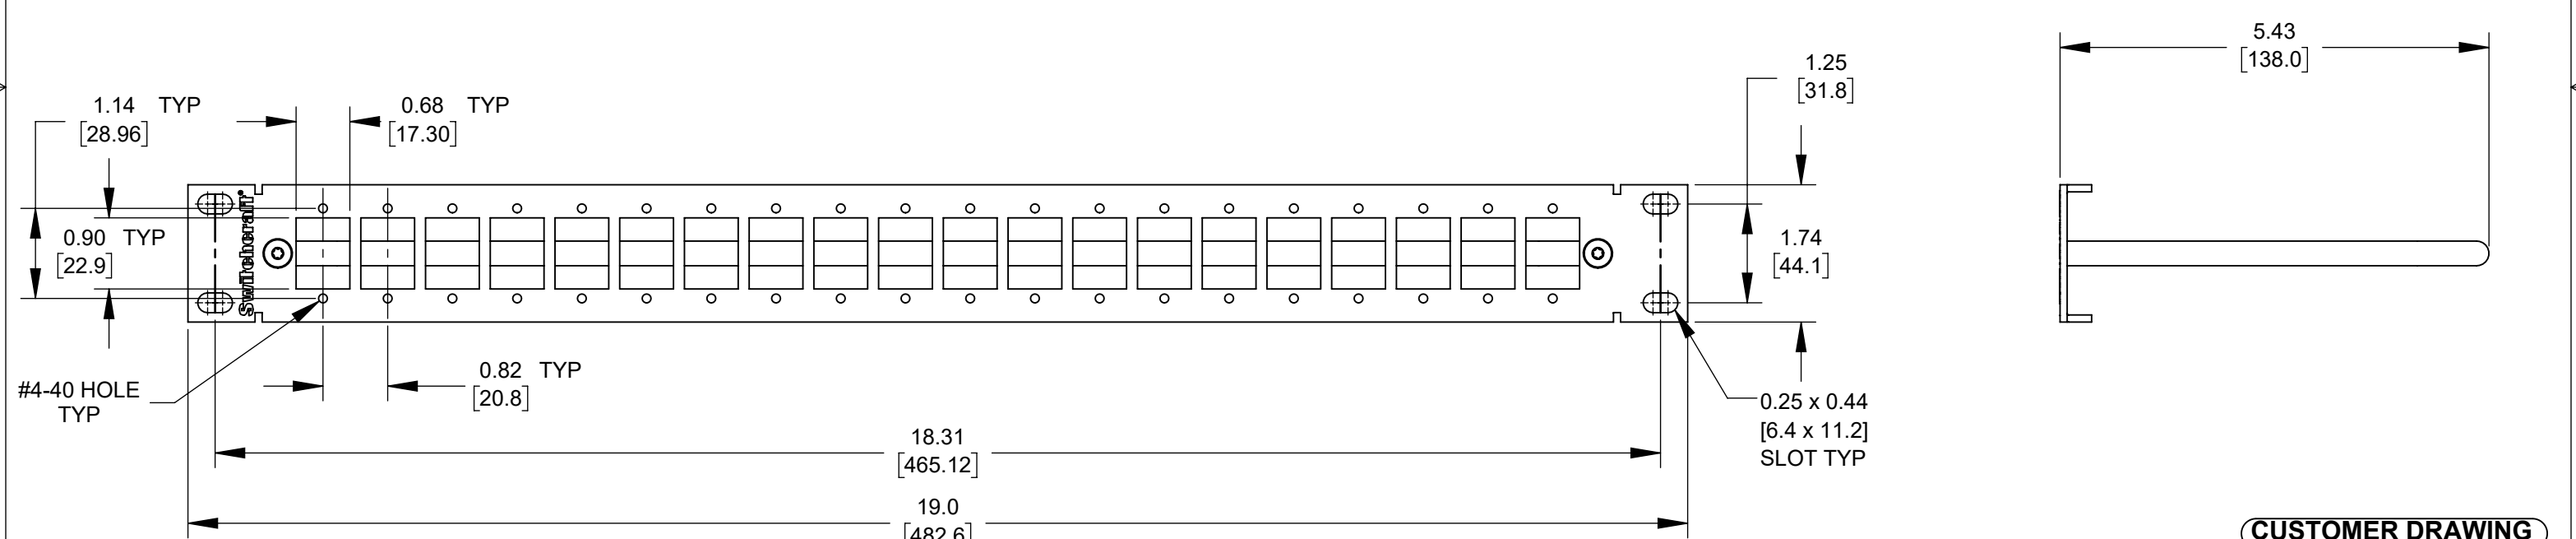 5.43
[138.0]
1.25
[31.8]
1.14 TYP
[28.96]
0.68 TYP
[17.30]
Switchcraft®
0.90 TYP
[22.9]
1.74
[44.1]
#4-40 HOLE
TYP
0.82 TYP
[20.8]
0.25 x 0.44
[6.4 x 11.2]
SLOT TYP
18.31
[465.12]
19.0
[482.6]
CUSTOMER DRAWING